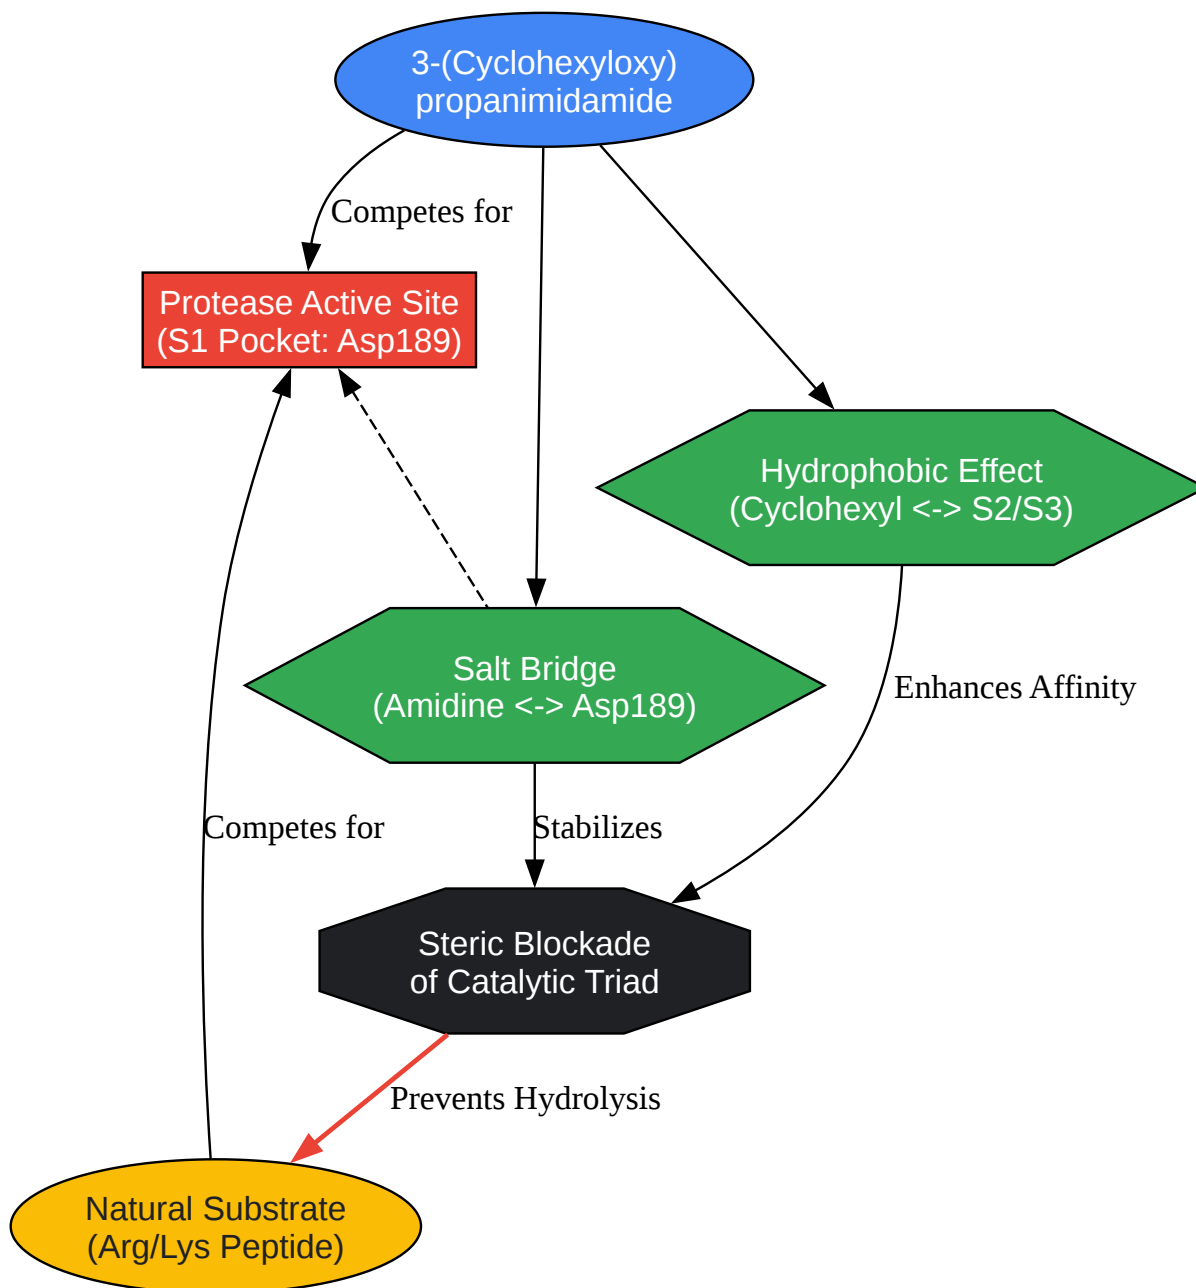 3-(Cyclohexyloxy)
propanimidamide
Competes for
Protease Active Site
(S1 Pocket: Asp189)
Hydrophobic Effect
(Cyclohexyl <-> S2/S3)
Salt Bridge
(Amidine <-> Asp189)
Enhances Affinity
Competes for
Stabilizes
Steric Blockade
of Catalytic Triad
Prevents Hydrolysis
Natural Substrate
(Arg/Lys Peptide)